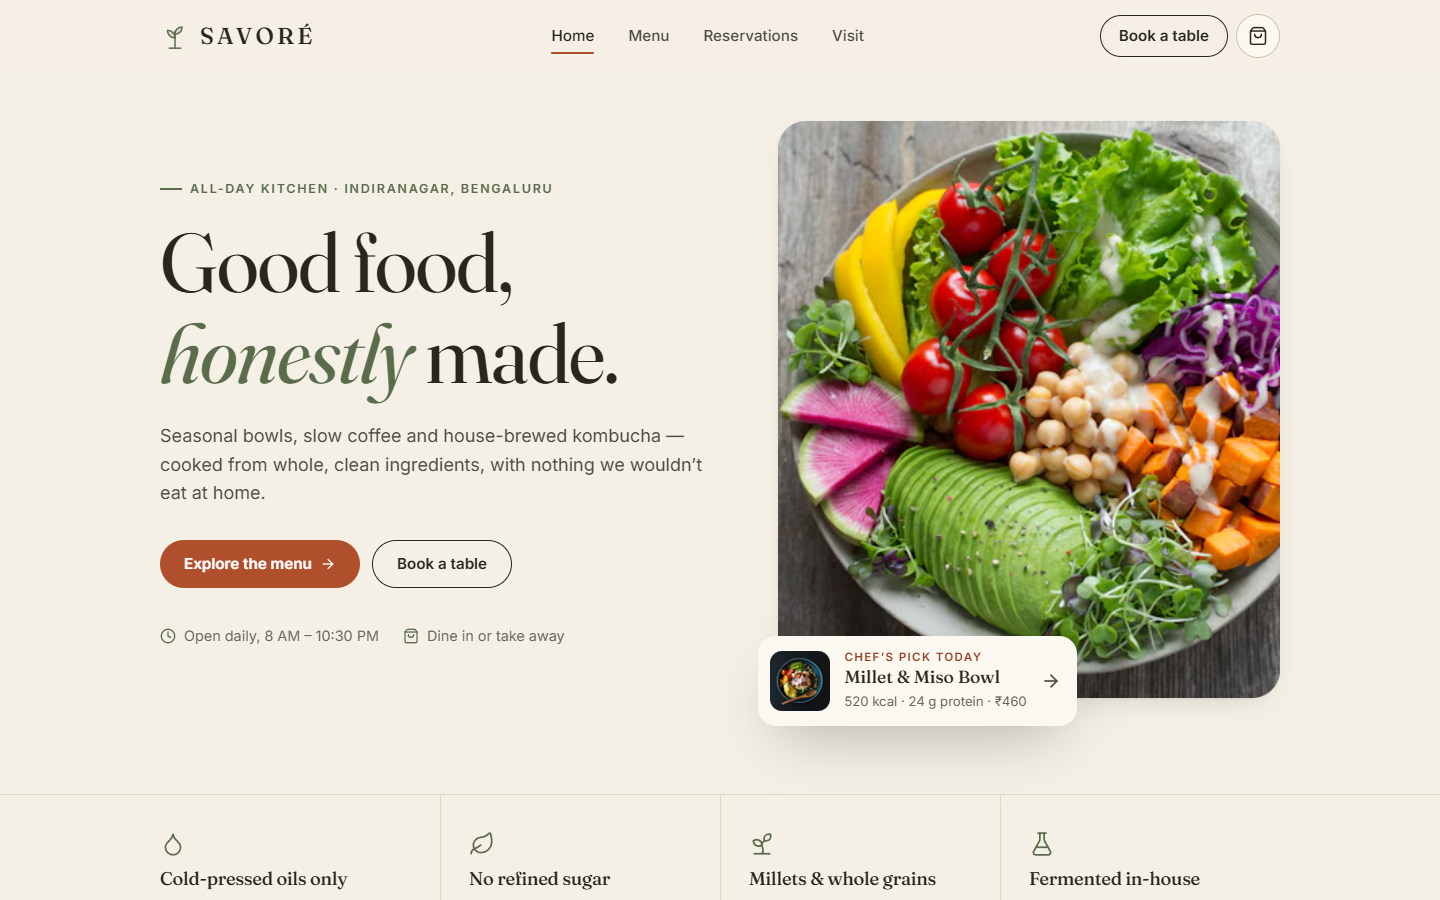 SAVORÉ
Home
Menu
Reservations
Visit
Book a table
ALL-DAY KITCHEN · INDIRANAGAR, BENGALURU
Good food,
honestly made.
Seasonal bowls, slow coffee and house-brewed kombucha —
cooked from whole, clean ingredients, with nothing we wouldn’t
eat at home.
Explore the menu →
Book a table
Open daily, 8 AM – 10:30 PM
Dine in or take away
CHEF’S PICK TODAY
Millet & Miso Bowl
520 kcal · 24 g protein · ₹460
Cold-pressed oils only
No refined sugar
Millets & whole grains
Fermented in-house